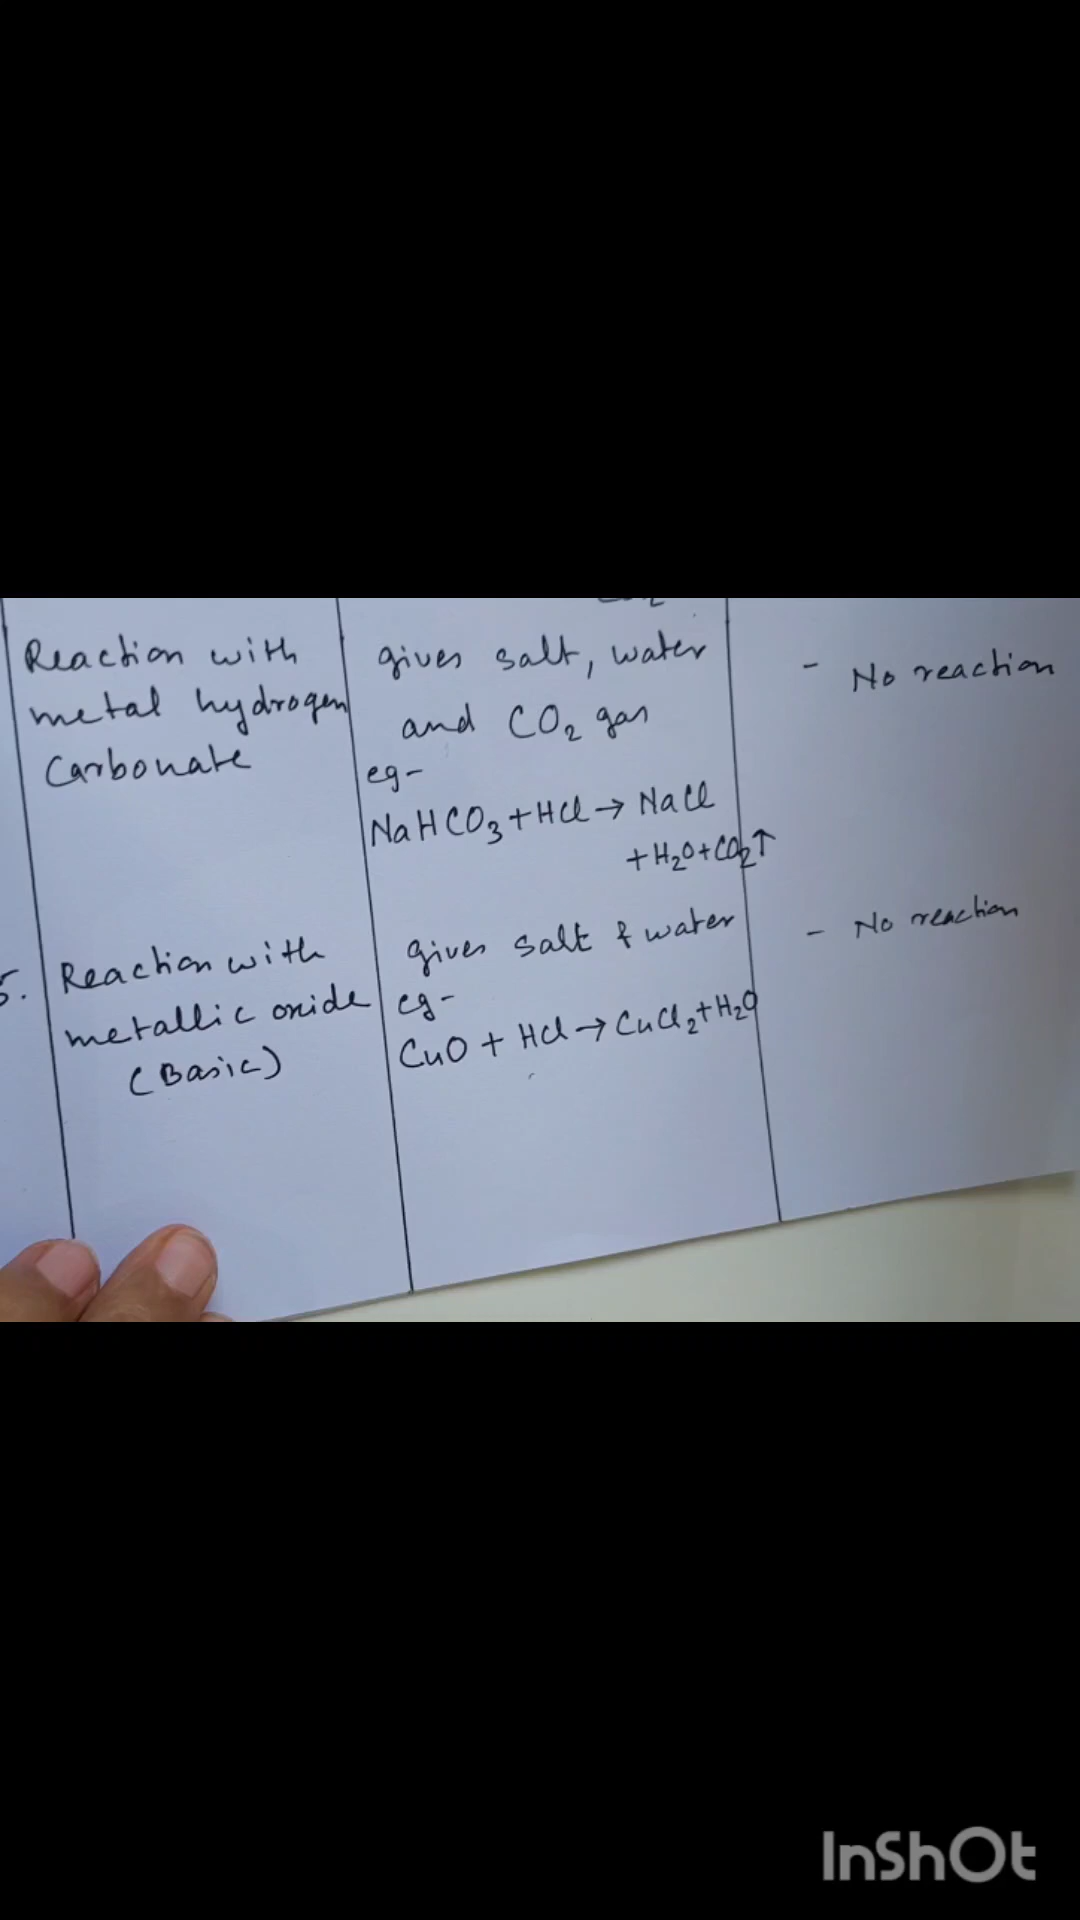 Reaction with
metal hydrogen
Carbonate
gives salt, water
and CO₂ gas
eg-
NaHCO₃ + HCl → NaCl
+ H₂O + CO₂↑
- No reaction
5. Reaction with
metallic oxide
(Basic)
gives salt & water
eg-
CuO + HCl → CuCl₂ + H₂O
- No reaction
InShOt